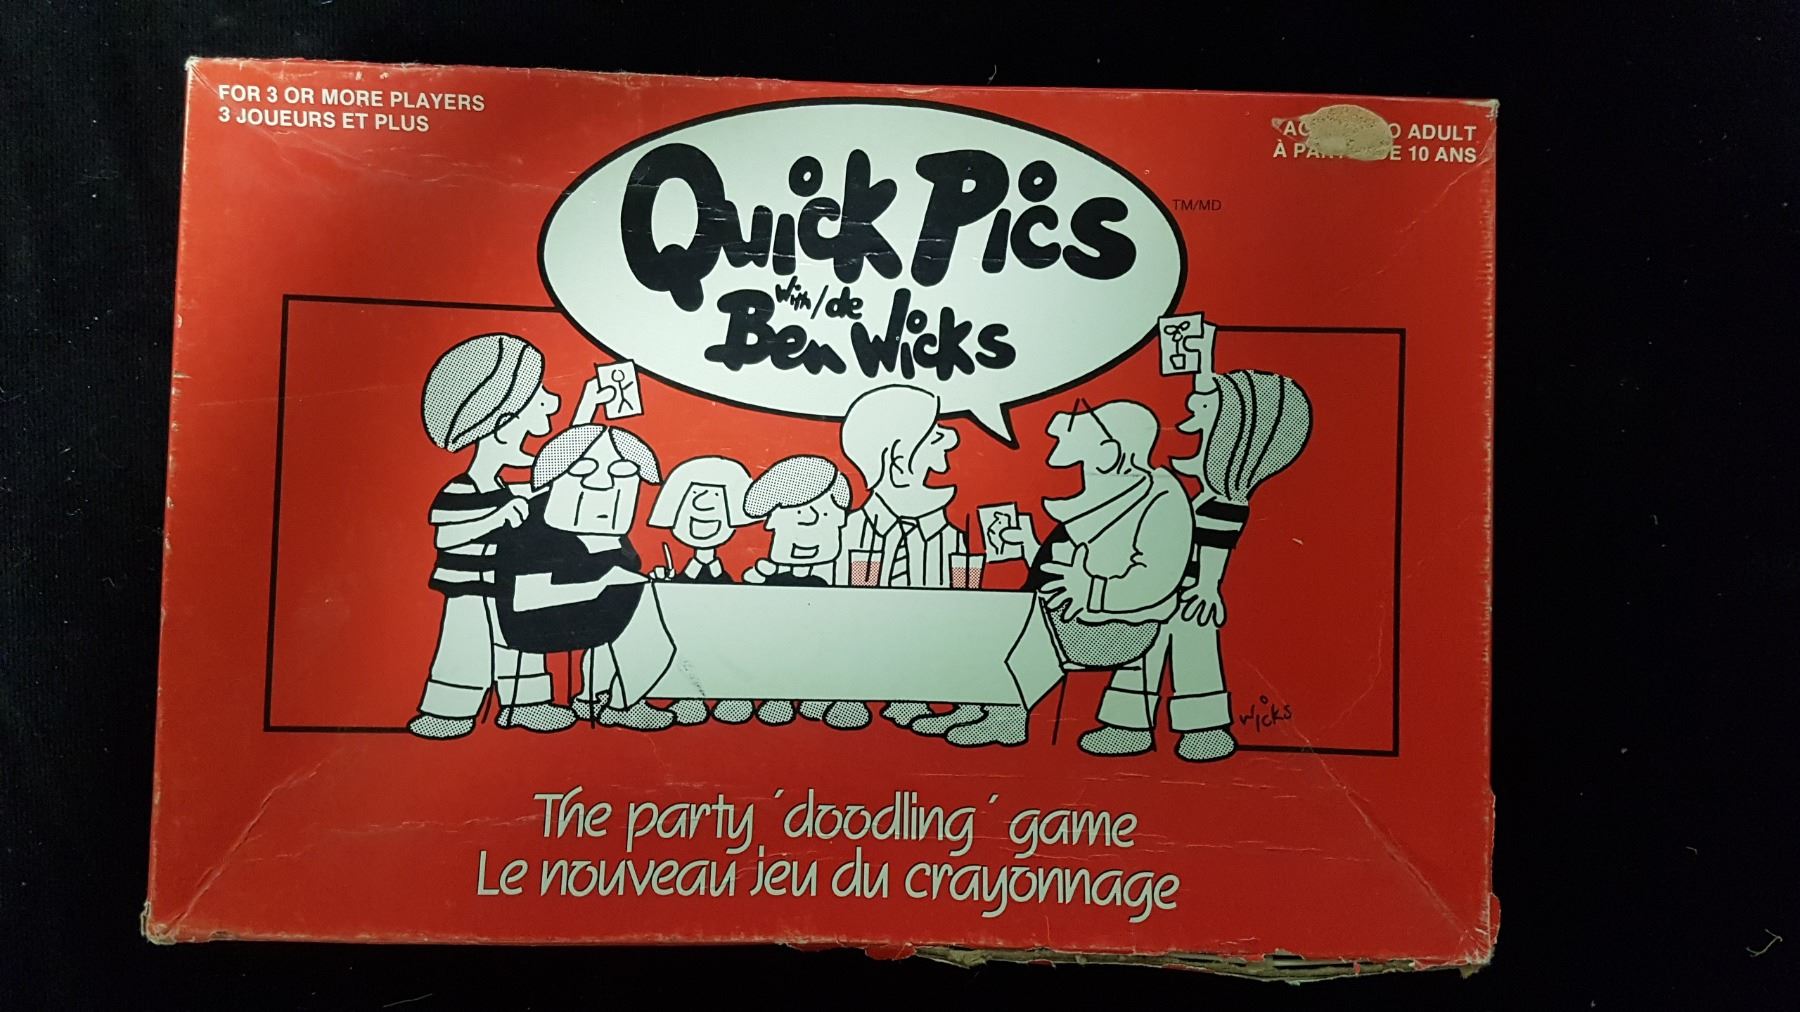 FOR 3 OR MORE PLAYERS
3 JOUEURS ET PLUS
ADULT
À 10 ANS
Quick Pics
TM/MD
with/de
Ben Wicks
Wicks
The party 'doodling' game
Le nouveau jeu du crayonnage